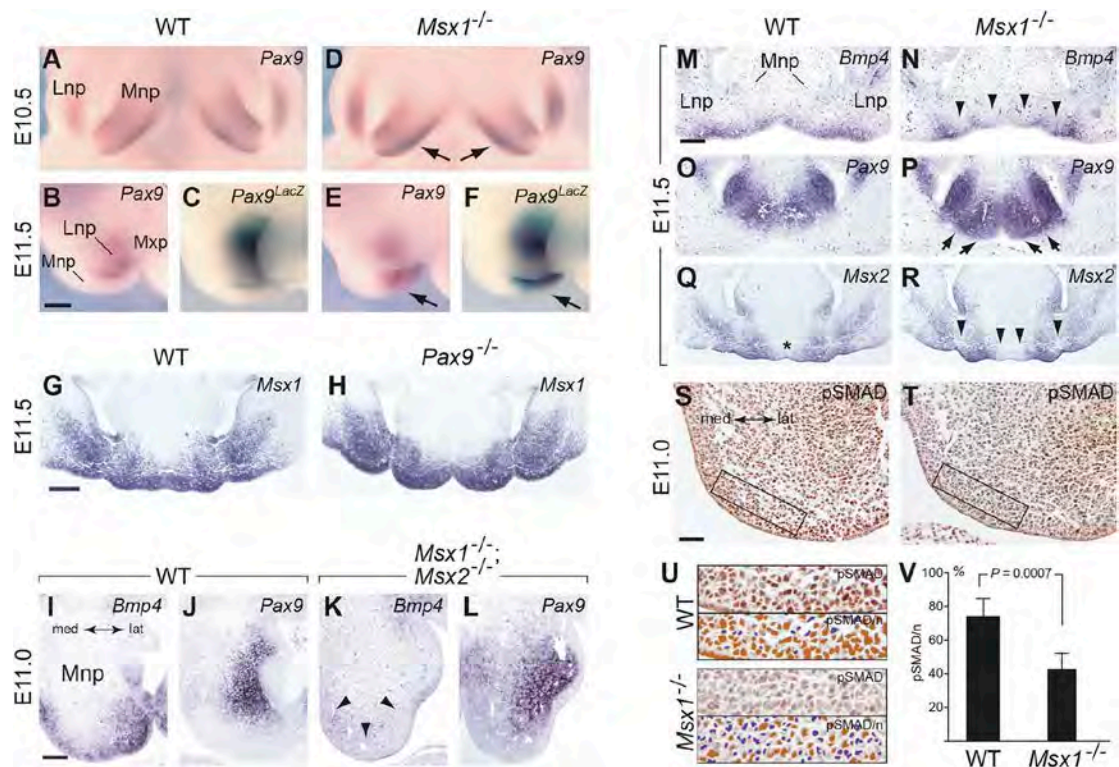 WT
Msx1-/-
E10.5
A
Pax9
Lnp
Mnp
D
Pax9
E11.5
B
Pax9
Lnp
Mnp
Mxp
C
Pax9LacZ
E
Pax9
F
Pax9LacZ
WT
Pax9-/-
E11.5
G
Msx1
H
Msx1
WT
Msx1-/-;
Msx2-/-
E11.0
I
Bmp4
med
lat
Mnp
J
Pax9
K
Bmp4
L
Pax9
WT
Msx1-/-
E11.5
M
Mnp
Bmp4
Lnp
Lnp
N
Bmp4
O
Pax9
P
Pax9
Q
Msx2
*
R
Msx2
E11.0
S
pSMAD
med
lat
T
pSMAD
U
WT
pSMAD
pSMAD/n
Msx1-/-
pSMAD
pSMAD/n
V
%
P = 0.0007
100
80
60
40
20
pSMAD/n
WT
Msx1-/-